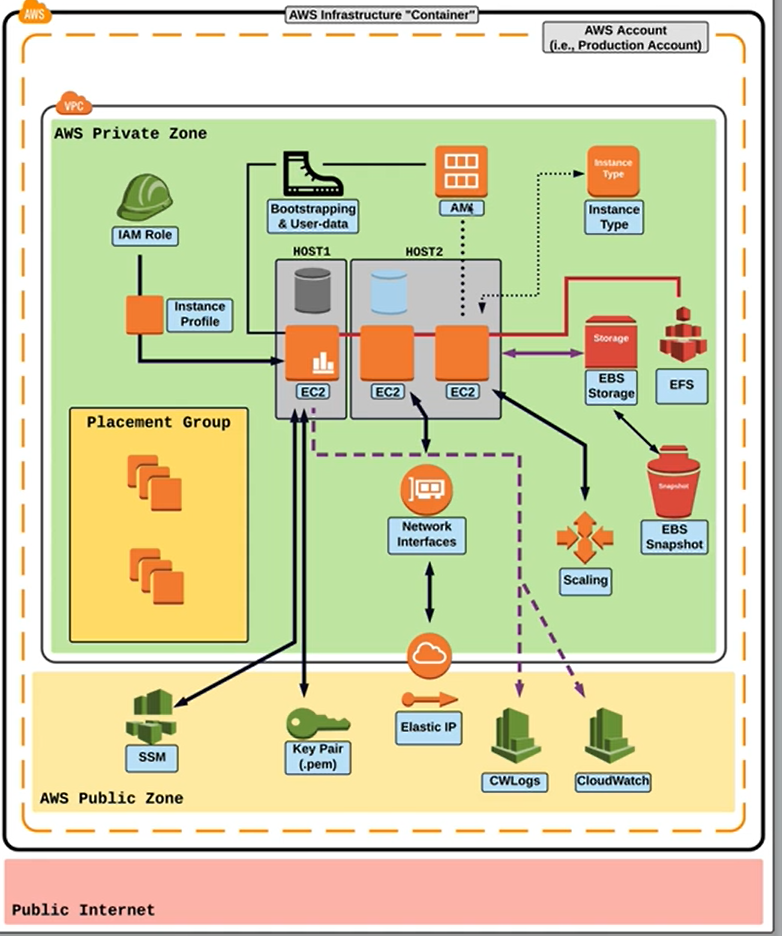 AWS
AWS Infrastructure "Container"
AWS Account
(i.e., Production Account)
VPC
AWS Private Zone
IAM Role
Bootstrapping
& User-data
AMI
Instance
Type
Instance
Type
HOST1
HOST2
Instance
Profile
Storage
EC2
EC2
EC2
EBS
Storage
EFS
Placement Group
Snapshot
Network
Interfaces
EBS
Snapshot
Scaling
SSM
Key Pair
(.pem)
Elastic IP
CWLogs
CloudWatch
AWS Public Zone
Public Internet